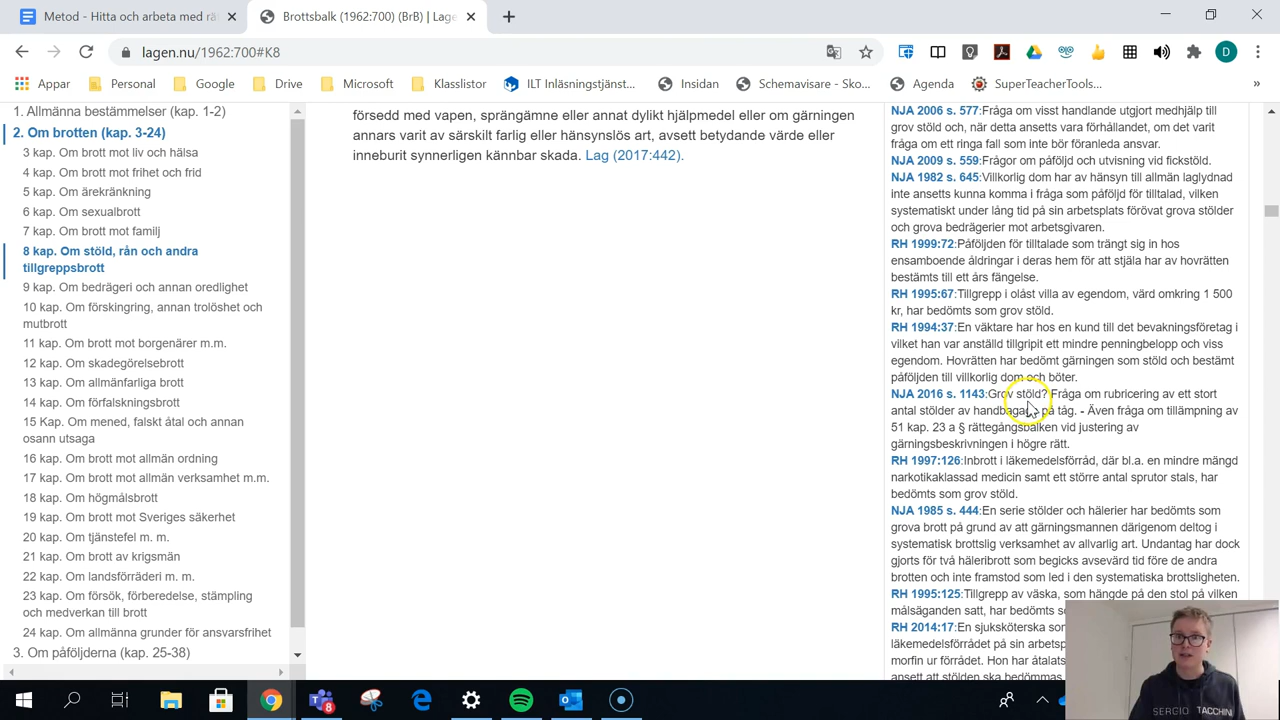 Metod - Hitta och arbeta med rä
Brottsbalk (1962:700) (BrB) | Lage
lagen.nu/1962:700#K8
D
Appar
Personal
Google
Drive
Microsoft
Klasslistor
ILT Inläsningstjänst...
Insidan
Schemavisare - Sko...
Agenda
SuperTeacherTools...
»
1. Allmänna bestämmelser (kap. 1-2)
2. Om brotten (kap. 3-24)
3 kap. Om brott mot liv och hälsa
4 kap. Om brott mot frihet och frid
5 kap. Om ärekränkning
6 kap. Om sexualbrott
7 kap. Om brott mot familj
8 kap. Om stöld, rån och andra
tillgreppsbrott
9 kap. Om bedrägeri och annan oredlighet
10 kap. Om förskingring, annan trolöshet och
mutbrott
11 kap. Om brott mot borgenärer m.m.
12 kap. Om skadegörelsebrott
13 kap. Om allmänfarliga brott
14 kap. Om förfalskningsbrott
15 Kap. Om mened, falskt åtal och annan
osann utsaga
16 kap. Om brott mot allmän ordning
17 kap. Om brott mot allmän verksamhet m.m.
18 kap. Om högmålsbrott
19 kap. Om brott mot Sveriges säkerhet
20 kap. Om tjänstefel m. m.
21 kap. Om brott av krigsmän
22 kap. Om landsförräderi m. m.
23 kap. Om försök, förberedelse, stämpling
och medverkan till brott
24 kap. Om allmänna grunder för ansvarsfrihet
3. Om påföljderna (kap. 25-38)
försedd med vapen, sprängämne eller annat dylikt hjälpmedel eller om gärningen
annars varit av särskilt farlig eller hänsynslös art, avsett betydande värde eller
inneburit synnerligen kännbar skada. Lag (2017:442).
NJA 2006 s. 577:Fråga om visst handlande utgjort medhjälp till
grov stöld och, när detta ansetts vara förhållandet, om det varit
fråga om ett ringa fall som inte bör föranleda ansvar.
NJA 2009 s. 559:Frågor om påföljd och utvisning vid fickstöld.
NJA 1982 s. 645:Villkorlig dom har av hänsyn till allmän laglydnad
inte ansetts kunna komma i fråga som påföljd för tilltalad, vilken
systematiskt under lång tid på sin arbetsplats förövat grova stölder
och grova bedrägerier mot arbetsgivaren.
RH 1999:72:Påföljden för tilltalade som trängt sig in hos
ensamboende åldringar i deras hem för att stjäla har av hovrätten
bestämts till ett års fängelse.
RH 1995:67:Tillgrepp i olåst villa av egendom, värd omkring 1 500
kr, har bedömts som grov stöld.
RH 1994:37:En väktare har hos en kund till det bevakningsföretag i
vilket han var anställd tillgripit ett mindre penningbelopp och viss
egendom. Hovrätten har bedömt gärningen som stöld och bestämt
påföljden till villkorlig dom och böter.
NJA 2016 s. 1143:Grov stöld? Fråga om rubricering av ett stort
antal stölder av handbagage på tåg. - Även fråga om tillämpning av
51 kap. 23 a § rättegångsbalken vid justering av
gärningsbeskrivningen i högre rätt.
RH 1997:126:Inbrott i läkemedelsförråd, där bl.a. en mindre mängd
narkotikaklassad medicin samt ett större antal sprutor stals, har
bedömts som grov stöld.
NJA 1985 s. 444:En serie stölder och hälerier har bedömts som
grova brott på grund av att gärningsmannen därigenom deltog i
systematisk brottslig verksamhet av allvarlig art. Undantag har dock
gjorts för två häleribrott som begicks avsevärd tid före de andra
brotten och inte framstod som led i den systematiska brottsligheten.
RH 1995:125:Tillgrepp av väska, som hängde på den stol på vilken
målsäganden satt, har bedömts
RH 2014:17:En sjuksköterska
läkemedelsförrådet på sin
morfin ur förrådet. Hon har åtalats
ansett att stölden ska bedömmas
8
SERGIO TACCHINI